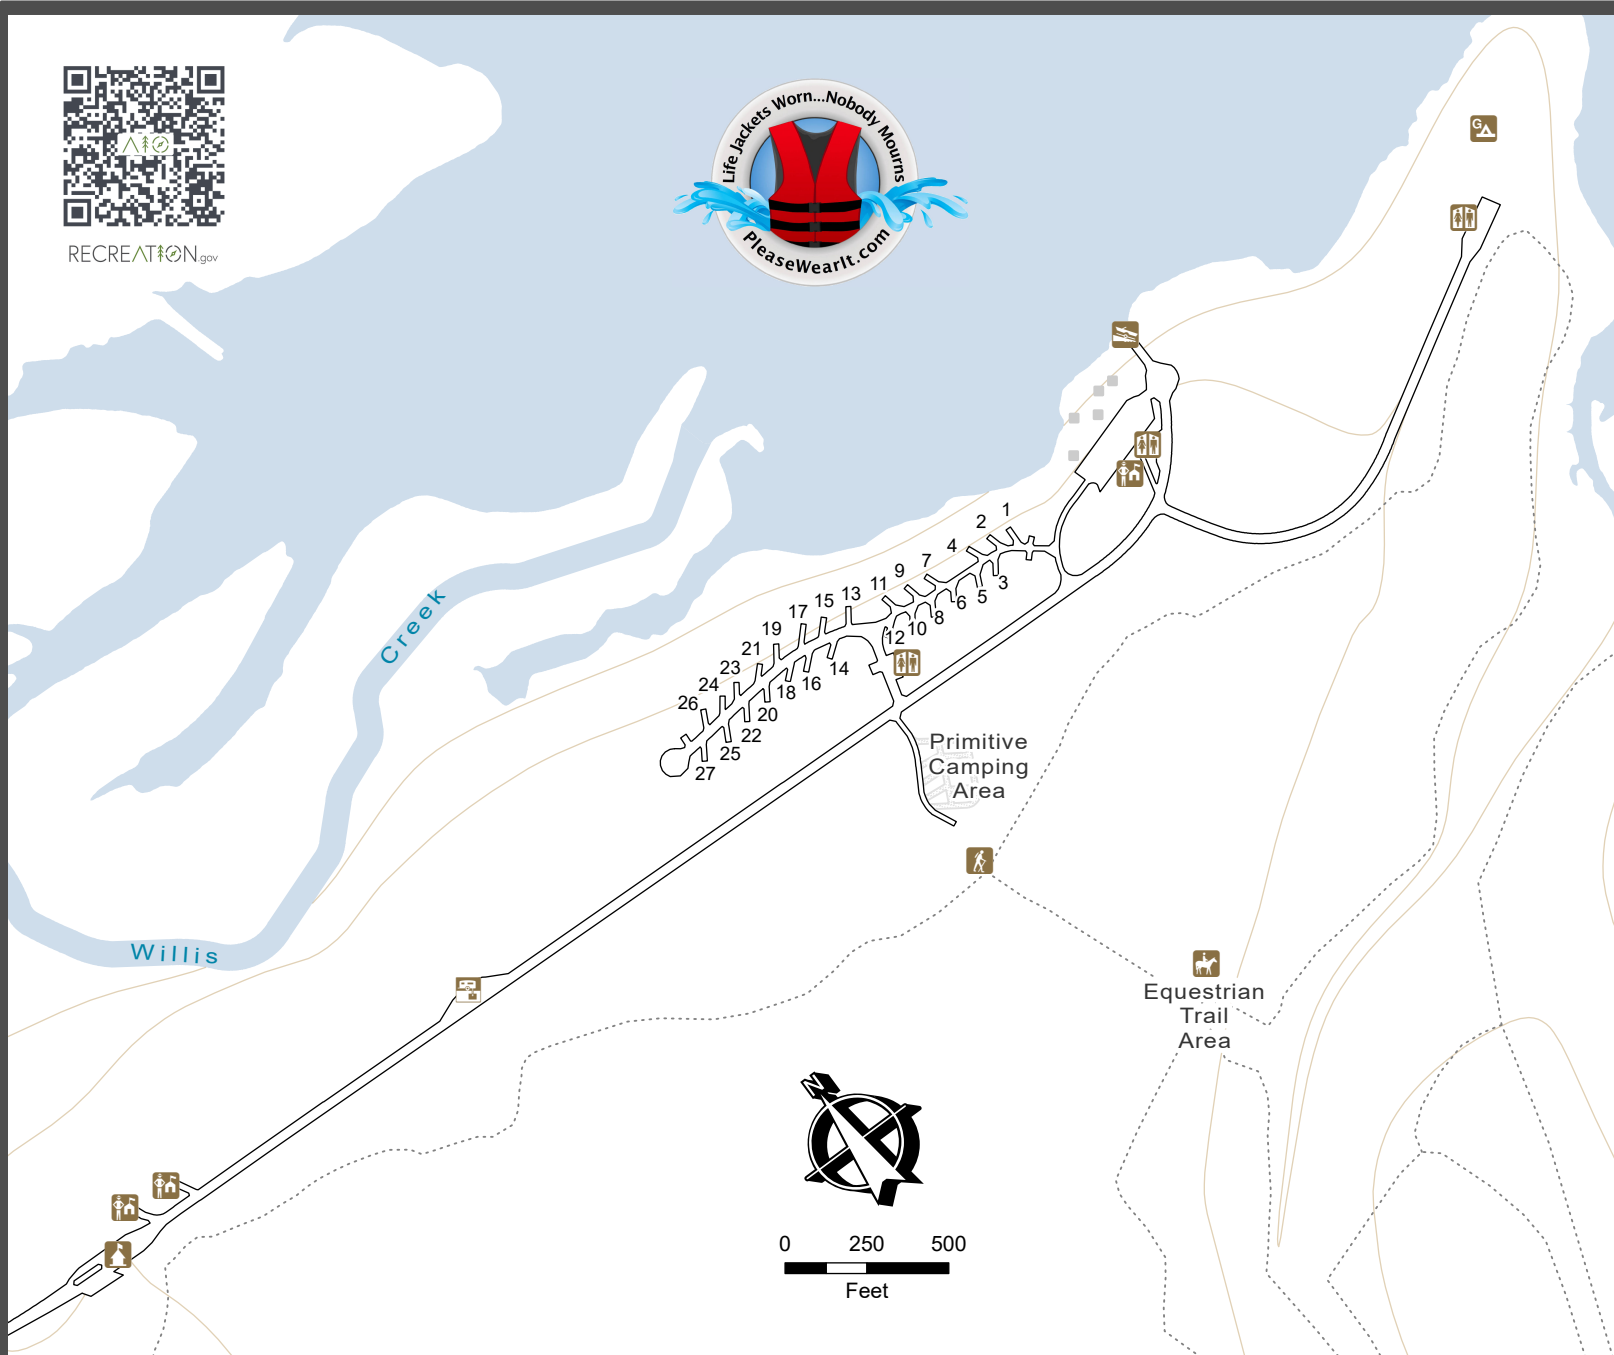 RECREATION.gov
Life Jackets Worn...Nobody Mourns
PleaseWearIt.com
G
1
2
4
3
7
9
5
6
11
8
10
13
15
12
17
19
14
21
16
23
18
24
20
26
22
25
27
Primitive
Camping
Area
Creek
Willis
Equestrian
Trail
Area
N
0 250 500
Feet